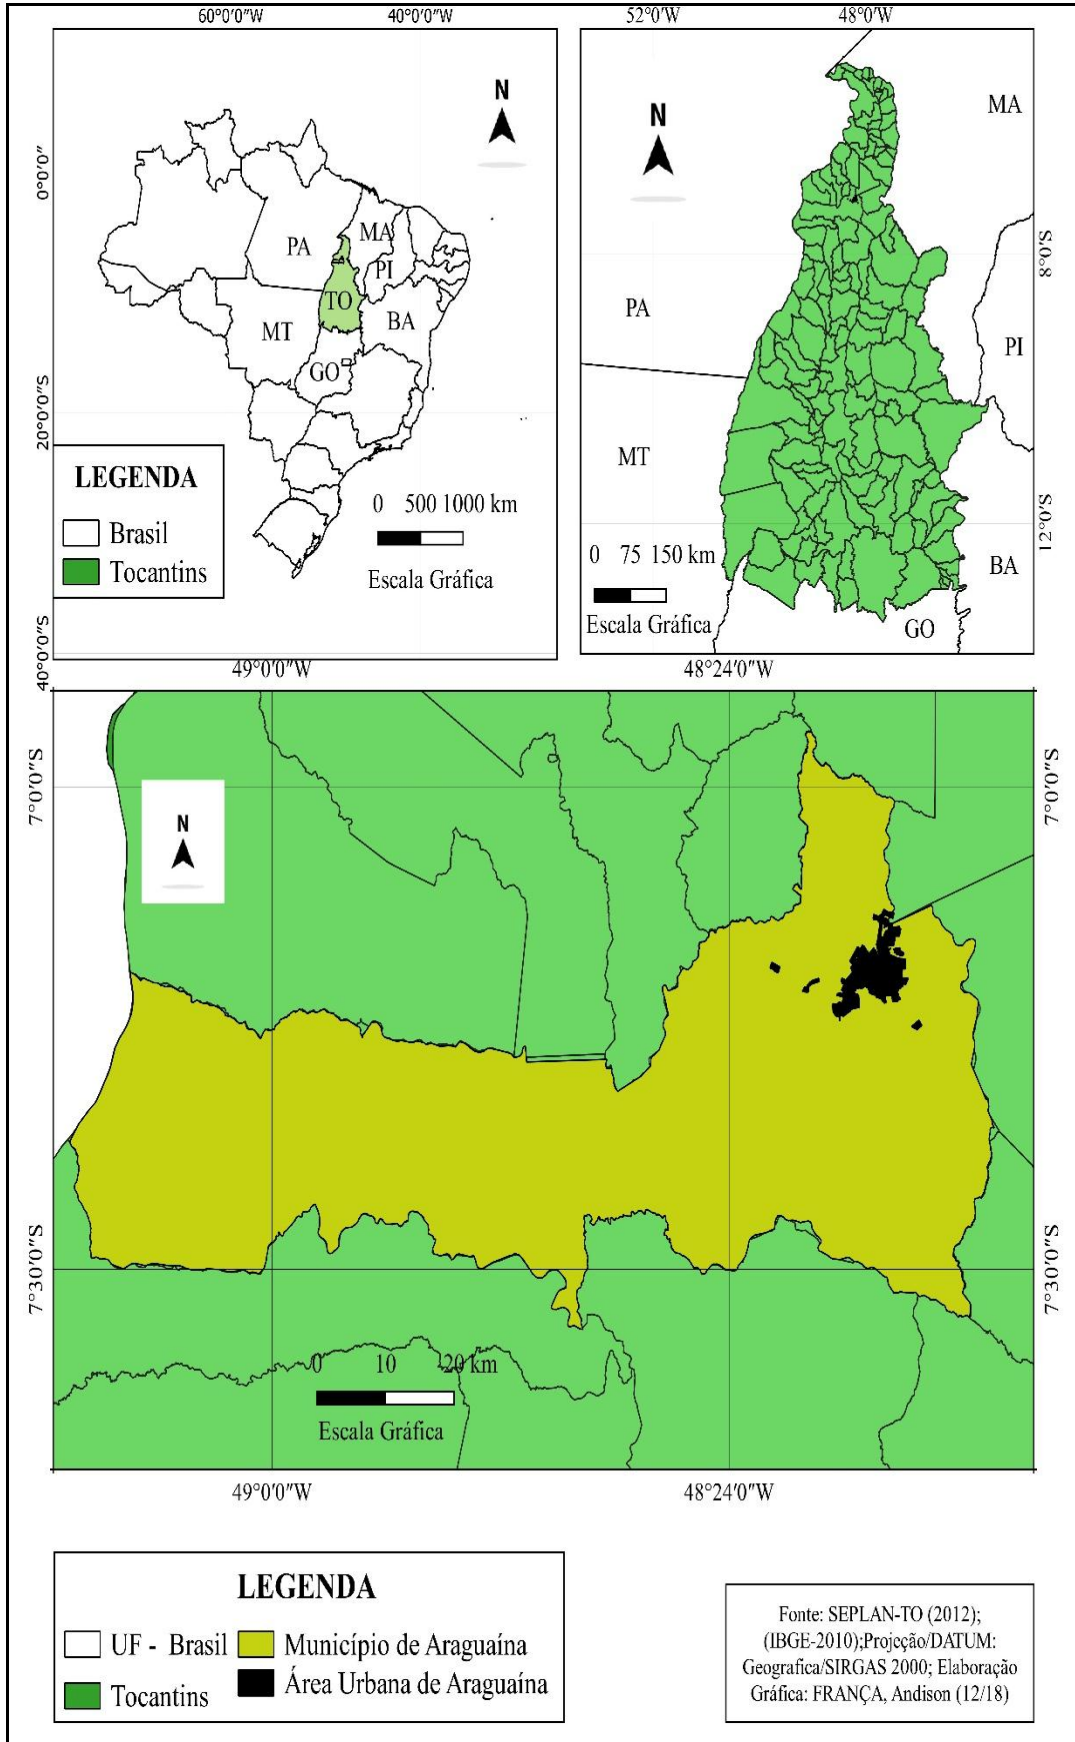 60°0'0"W
40°0'0"W
0°0'0"
20°0'0"S
40°0'0"S
N
PA
MA
PI
TO
BA
MT
GO
LEGENDA
Brasil
Tocantins
0 500 1000 km
Escala Gráfica
52°0'W
48°0'W
8°0'S
12°0'S
N
MA
PA
PI
MT
BA
GO
0 75 150 km
Escala Gráfica
49°0'0"W
48°24'0"W
7°0'0"S
7°0'0"S
N
7°30'0"S
7°30'0"S
0 10 20 km
Escala Gráfica
49°0'0"W
48°24'0"W
LEGENDA
UF - Brasil
Município de Araguaína
Tocantins
Área Urbana de Araguaína
Fonte: SEPLAN-TO (2012);
(IBGE-2010);Projeção/DATUM:
Geografica/SIRGAS 2000; Elaboração
Gráfica: FRANÇA, Andison (12/18)